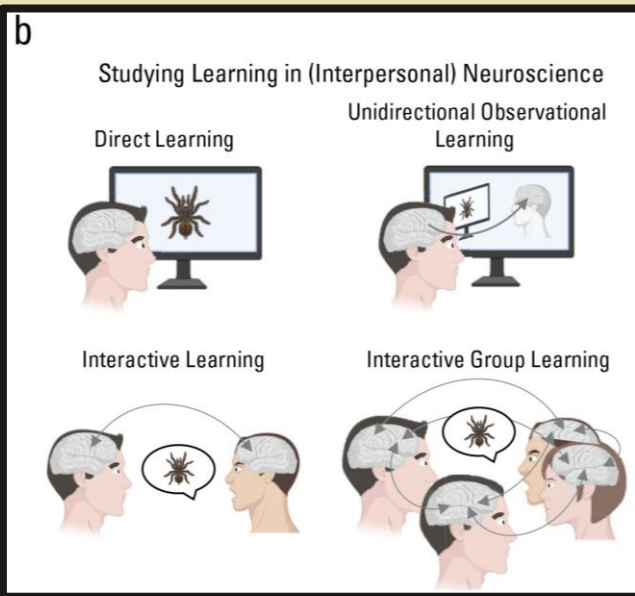 b
Studying Learning in (Interpersonal) Neuroscience
Direct Learning
Unidirectional Observational
Learning
Interactive Learning
Interactive Group Learning